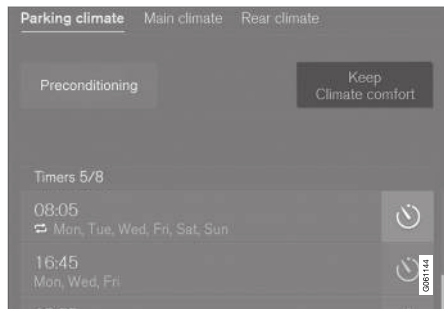 Parking climate Main climate Rear climate
Preconditioning
Keep
Climate comfort
Timers 5/8
08:05
Mon, Tue, Wed, Fri, Sat, Sun
16:45
Mon, Wed, Fri
G061144